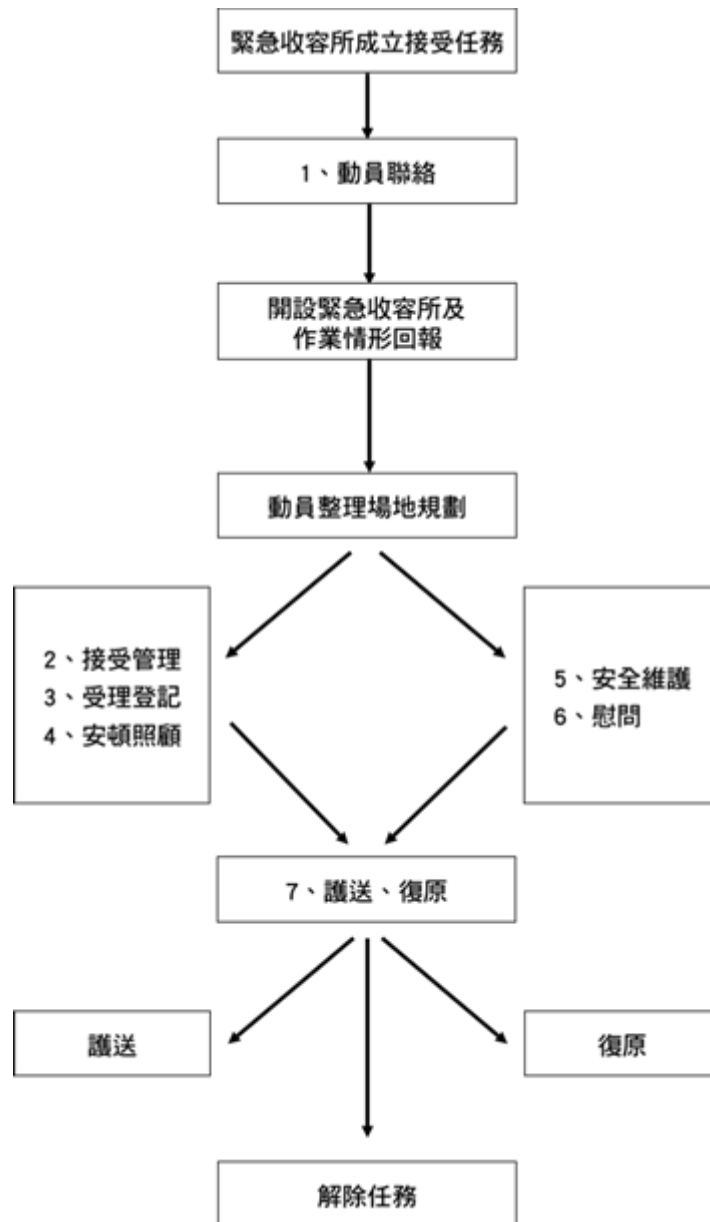 緊急收容所成立接受任務
1、動員聯絡
開設緊急收容所及
作業情形回報
動員整理場地規劃
2、接受管理
3、受理登記
4、安頓照顧
5、安全維護
6、慰問
7、護送、復原
護送
復原
解除任務